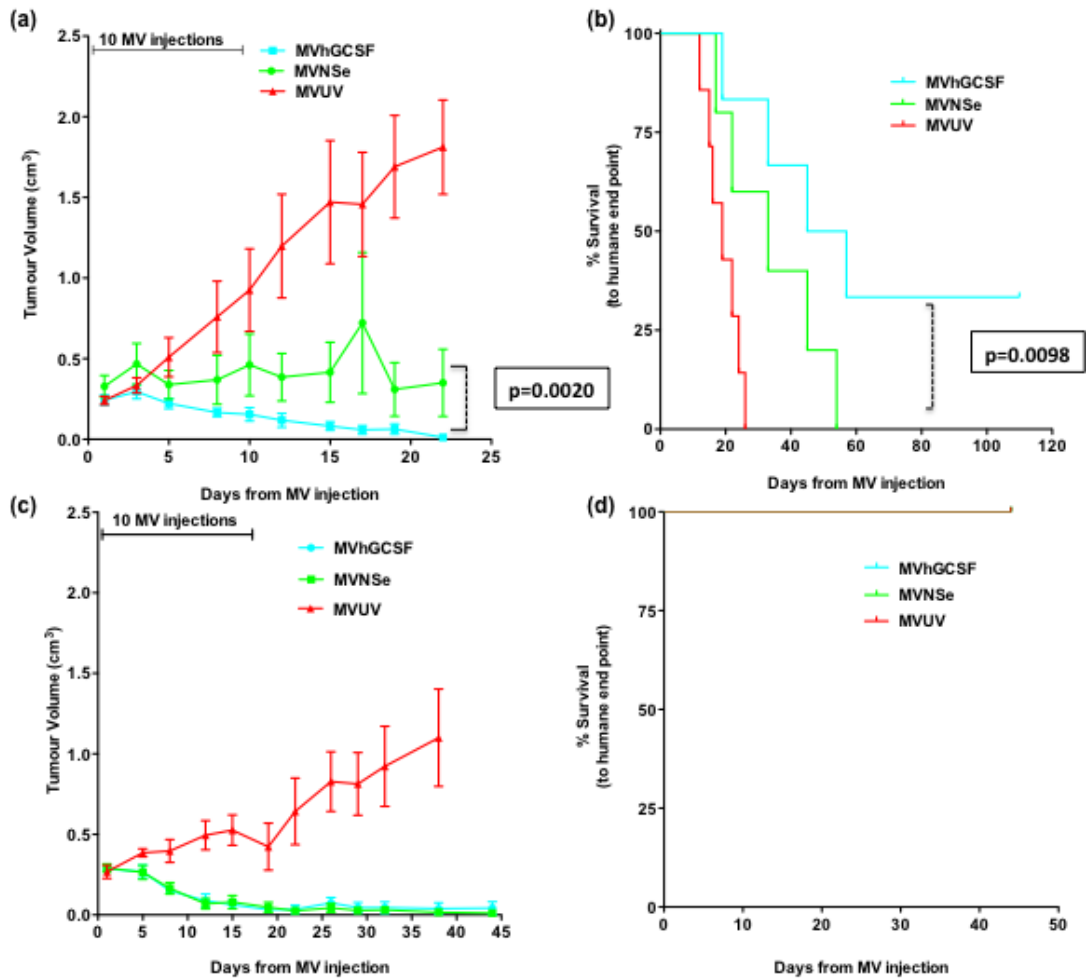 (a)
10 MV injections
MVhGCSF
MVNSe
MVUV
2.5
2.0
1.5
1.0
0.5
0.0
Tumour Volume (cm³)
p=0.0020
0 5 10 15 20 25
Days from MV injection
(b)
MVhGCSF
MVNSe
MVUV
100
75
50
25
0
% Survival
(to humane end point)
p=0.0098
0 20 40 60 80 100 120
Days from MV injection
(c)
10 MV injections
MVhGCSF
MVNSe
MVUV
2.5
2.0
1.5
1.0
0.5
0.0
Tumour Volume (cm³)
0 5 10 15 20 25 30 35 40 45
Days from MV injection
(d)
MVhGCSF
MVNSe
MVUV
100
75
50
25
0
% Survival
(to humane end point)
0 10 20 30 40 50
Days from MV injection